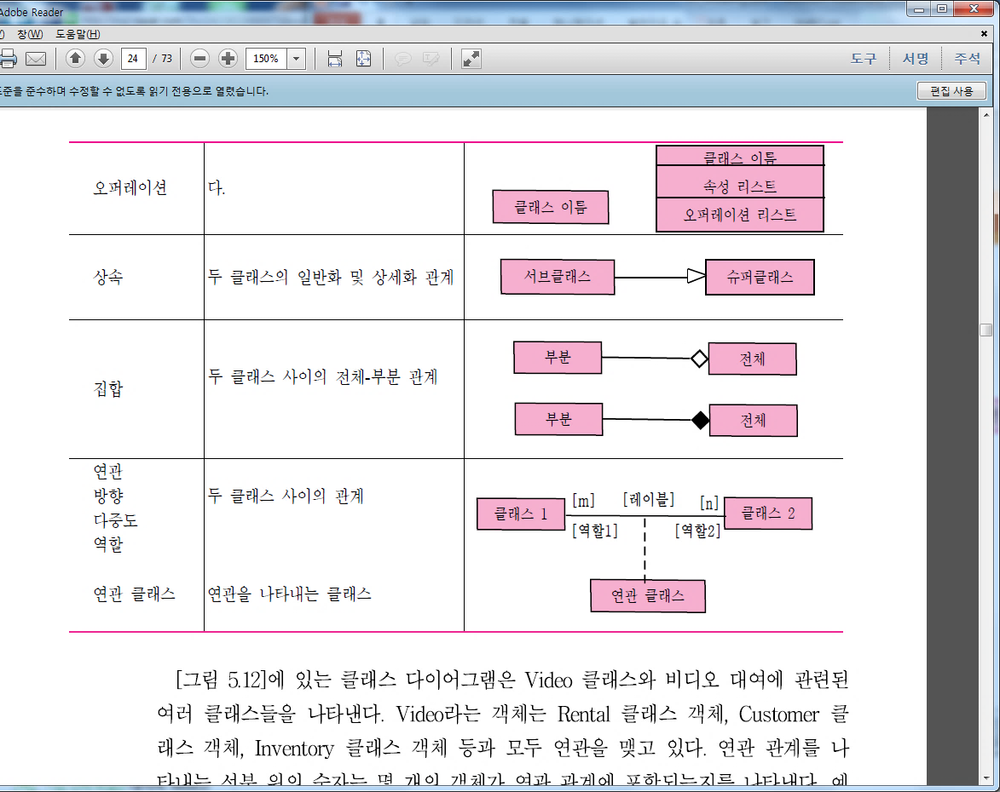 Adobe Reader
창(W) 도움말(H)
24 / 73 150% 도구 서명 주석
준을 준수하며 수정할 수 없도록 읽기 전용으로 열렸습니다. 편집 사용
오퍼레이션 다. 클래스 이름 클래스 이름
속성 리스트
오퍼레이션 리스트
상속 두 클래스의 일반화 및 상세화 관계 서브클래스 슈퍼클래스
집합 두 클래스 사이의 전체-부분 관계 부분 전체
부분 전체
연관
방향 두 클래스 사이의 관계
다중도
역할
클래스 1 [m] [레이블] [n] 클래스 2
[역할1] [역할2]
연관 클래스 연관을 나타내는 클래스 연관 클래스
[그림 5.12]에 있는 클래스 다이어그램은 Video 클래스와 비디오 대여에 관련된
여러 클래스들을 나타낸다. Video라는 객체는 Rental 클래스 객체, Customer 클
래스 객체, Inventory 클래스 객체 등과 모두 연관을 맺고 있다. 연관 관계를 나
타내는 선분 위의 숫자는 몇 개의 객체가 연관 관계에 포함되는지를 나타낸다. 예